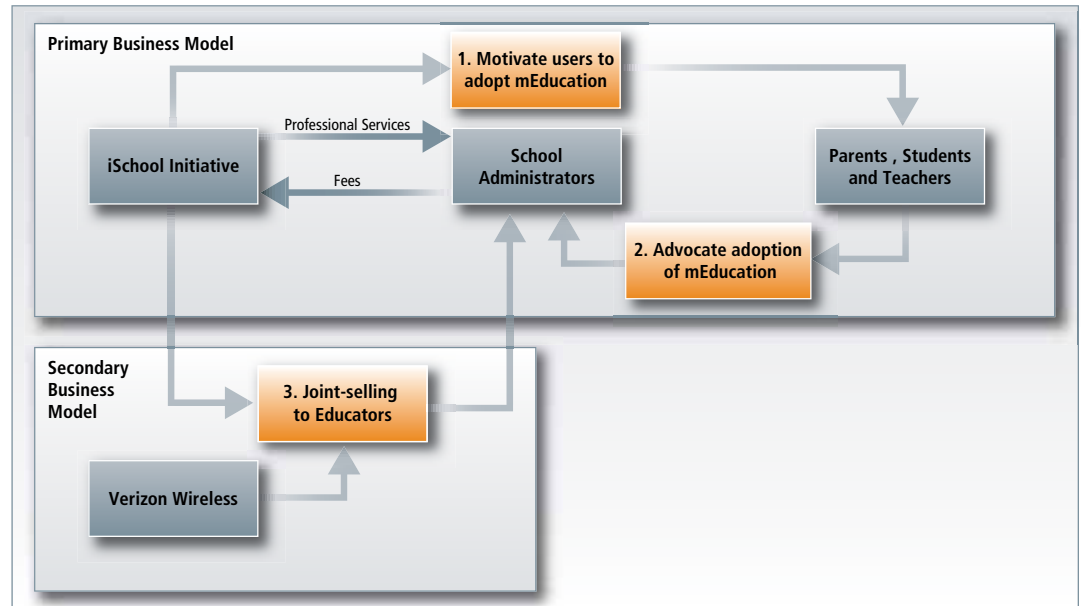 Primary Business Model
1. Motivate users to
adopt mEducation
Professional Services
iSchool Initiative
School
Administrators
Parents , Students
and Teachers
Fees
2. Advocate adoption
of mEducation
Secondary
Business
Model
3. Joint-selling
to Educators
Verizon Wireless